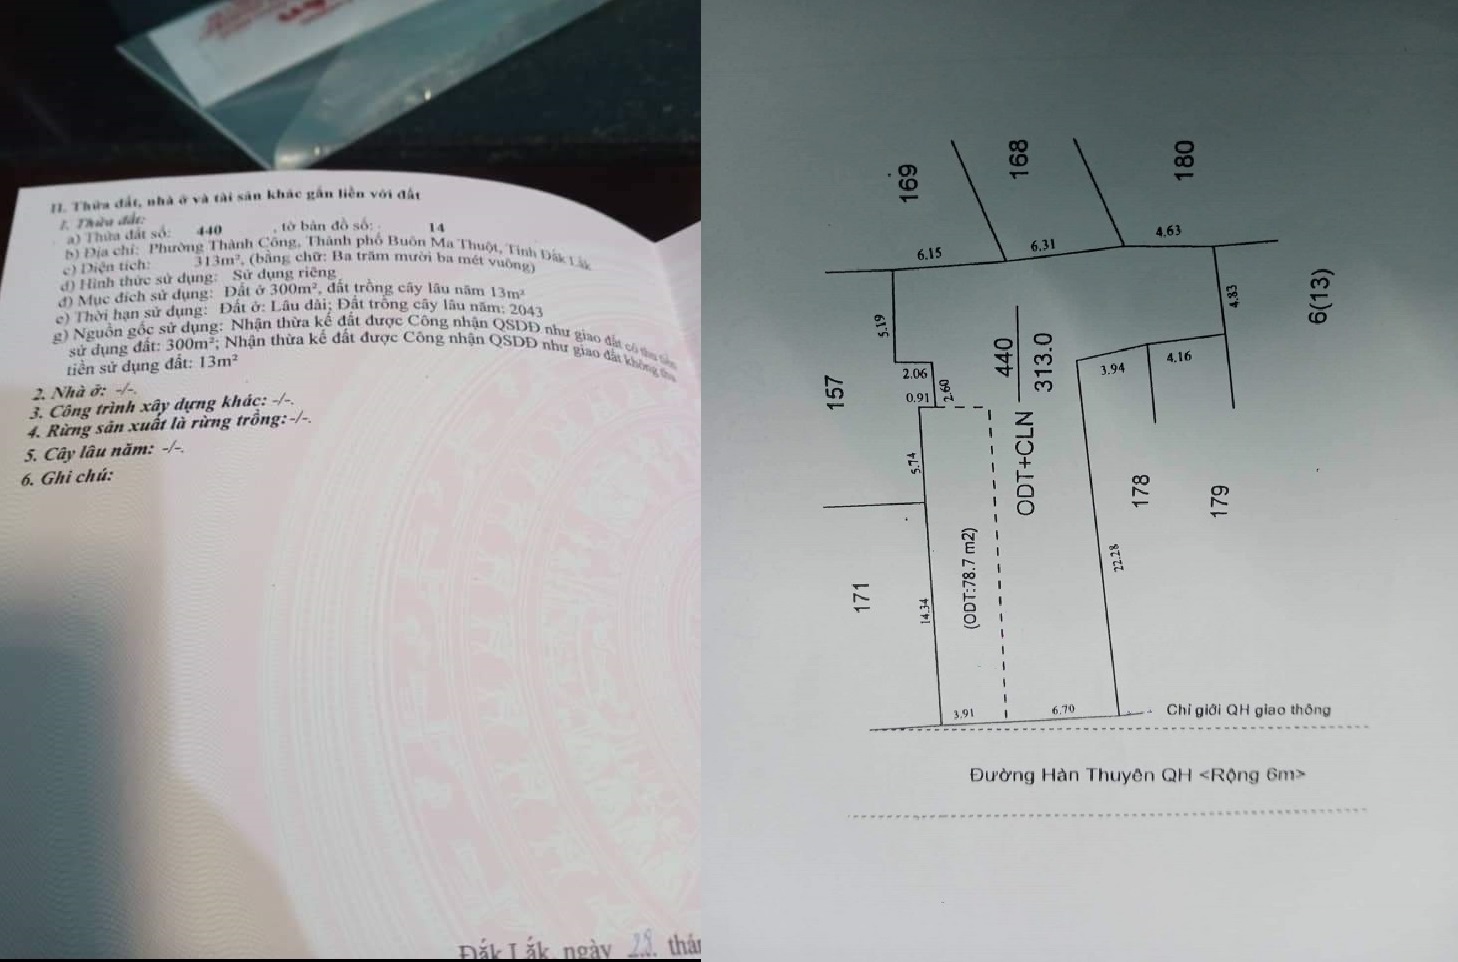 II. Thửa đất, nhà ở và tài sản khác gắn liền với đất
1. Thửa đất:
a) Thửa đất số: 440 , tờ bản đồ số: 14
b) Địa chỉ: Phường Thành Công, Thành phố Buôn Ma Thuột, Tỉnh Đắk Lắk
c) Diện tích: 313m², (bằng chữ: Ba trăm mười ba mét vuông)
d) Hình thức sử dụng: Sử dụng riêng
đ) Mục đích sử dụng: Đất ở 300m², đất trồng cây lâu năm 13m²
e) Thời hạn sử dụng: Đất ở: Lâu dài; Đất trồng cây lâu năm: 2043
g) Nguồn gốc sử dụng: Nhận thừa kế đất được Công nhận QSDĐ như giao đất có thu tiền
sử dụng đất: 300m²; Nhận thừa kế đất được Công nhận QSDĐ như giao đất không thu
tiền sử dụng đất: 13m²
2. Nhà ở: -/-.
3. Công trình xây dựng khác: -/-.
4. Rừng sản xuất là rừng trồng: -/-.
5. Cây lâu năm: -/-.
6. Ghi chú:
Đắk Lắk, ngày 28 thán
169
168
180
6.15
6.31
4.63
5.19
4.83
6(13)
157
2.06
0.91
2.60
440
313.0
ODT+CLN
3.94
4.16
5.74
178
179
171
14.34
(ODT:78.7 m2)
22.28
3.91
6.70
Chỉ giới QH giao thông
Đường Hàn Thuyên QH <Rộng 6m>